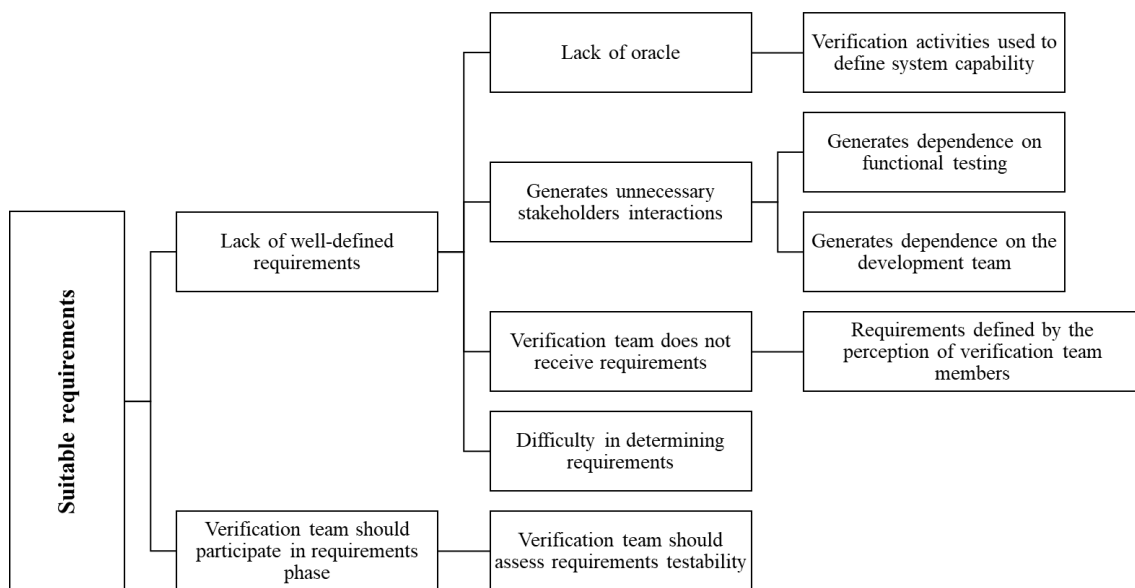 Suitable requirements
Lack of well-defined
requirements
Lack of oracle
Verification activities used to
define system capability
Generates unnecessary
stakeholders interactions
Generates dependence on
functional testing
Generates dependence on the
development team
Verification team does not
receive requirements
Requirements defined by the
perception of verification team
members
Difficulty in determining
requirements
Verification team should
participate in requirements
phase
Verification team should
assess requirements testability